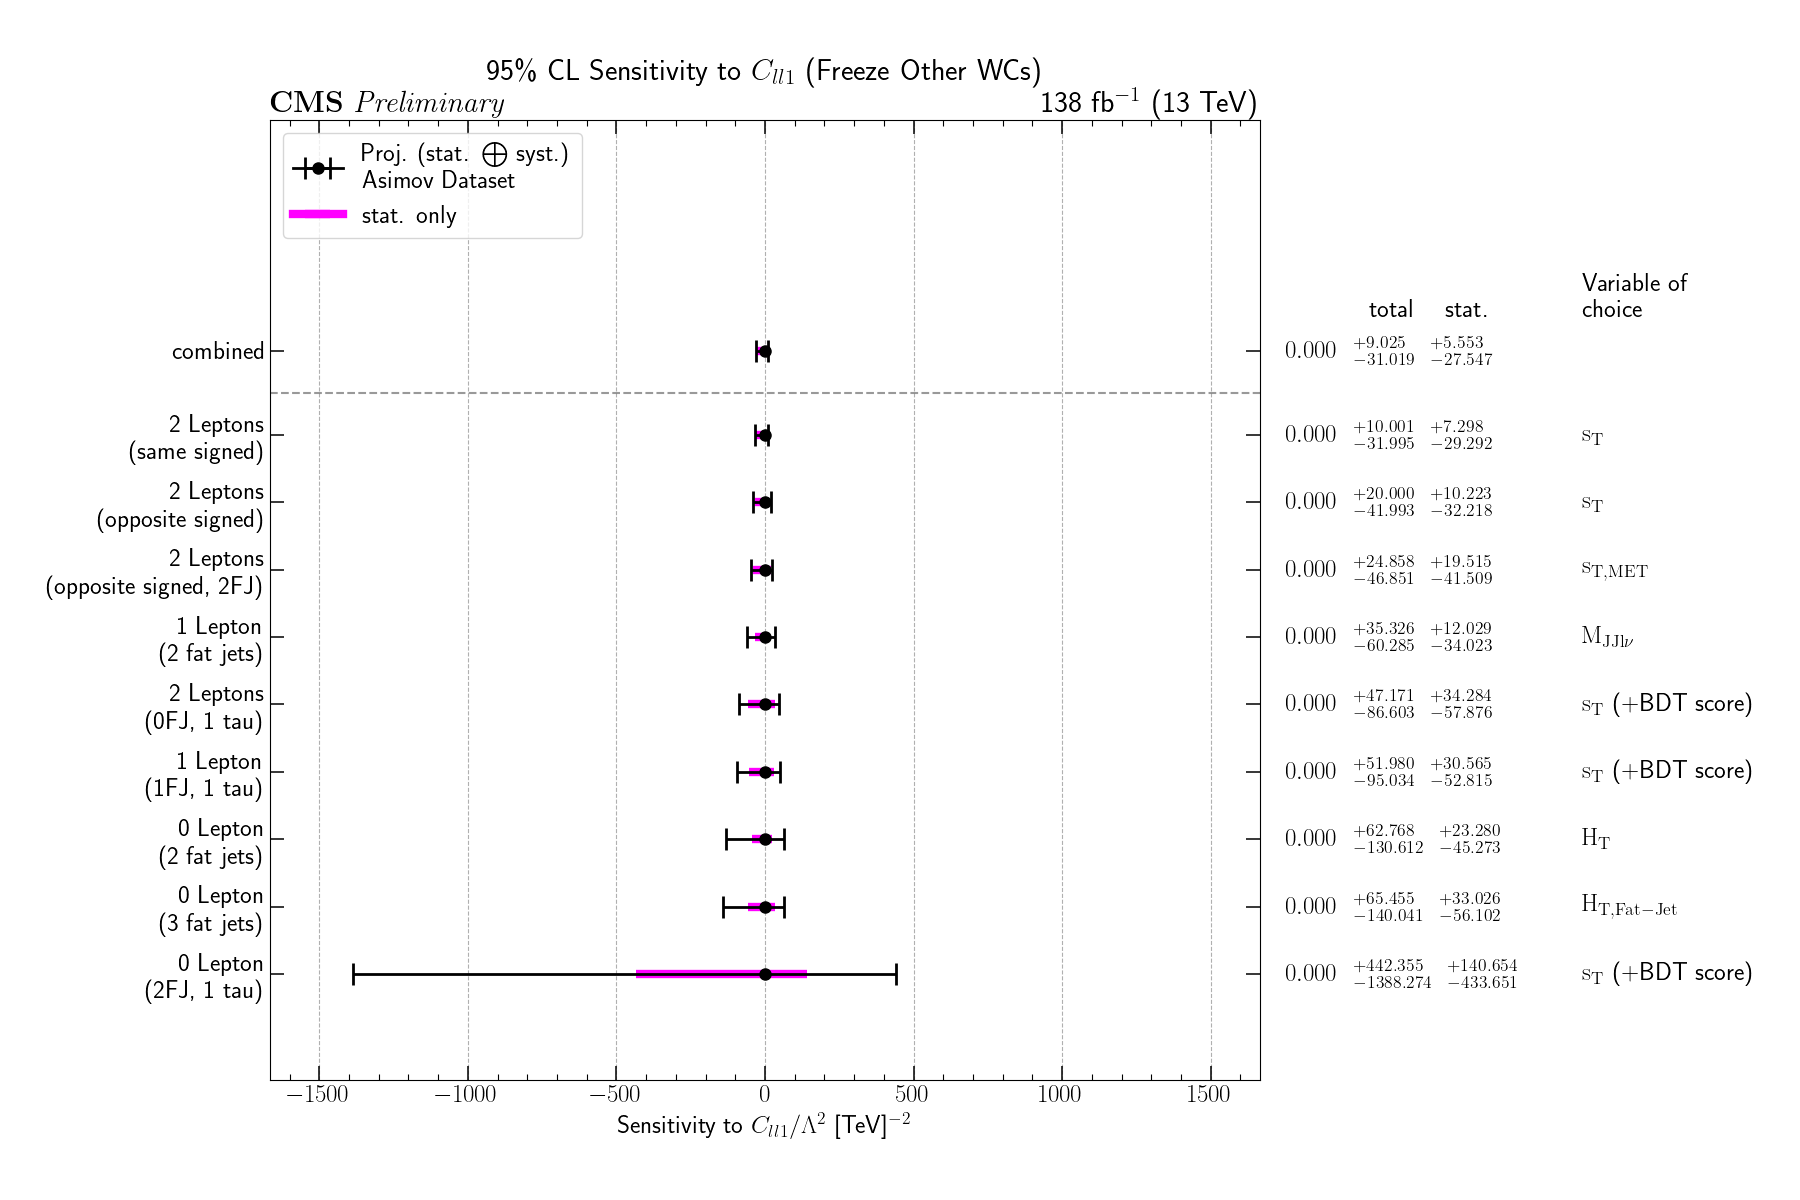 95% CL Sensitivity to C_{ll1} (Freeze Other WCs)
CMS Preliminary 138 fb^{-1} (13 TeV)
Proj. (stat. ⨁ syst.)
Asimov Dataset
stat. only
Variable of
total stat. choice
combined 0.000 +9.025 −31.019 +5.553 −27.547
2 Leptons
(same signed) 0.000 +10.001 −31.995 +7.298 −29.292 s_T
2 Leptons
(opposite signed) 0.000 +20.000 −41.993 +10.223 −32.218 s_T
2 Leptons
(opposite signed, 2FJ) 0.000 +24.858 −46.851 +19.515 −41.509 s_{T,MET}
1 Lepton
(2 fat jets) 0.000 +35.326 −60.285 +12.029 −34.023 M_{JJlν}
2 Leptons
(0FJ, 1 tau) 0.000 +47.171 −86.603 +34.284 −57.876 s_T (+BDT score)
1 Lepton
(1FJ, 1 tau) 0.000 +51.980 −95.034 +30.565 −52.815 s_T (+BDT score)
0 Lepton
(2 fat jets) 0.000 +62.768 −130.612 +23.280 −45.273 H_T
0 Lepton
(3 fat jets) 0.000 +65.455 −140.041 +33.026 −56.102 H_{T,Fat−Jet}
0 Lepton
(2FJ, 1 tau) 0.000 +442.355 −1388.274 +140.654 −433.651 s_T (+BDT score)
−1500 −1000 −500 0 500 1000 1500
Sensitivity to C_{ll1}/Λ^2 [TeV]^{−2}